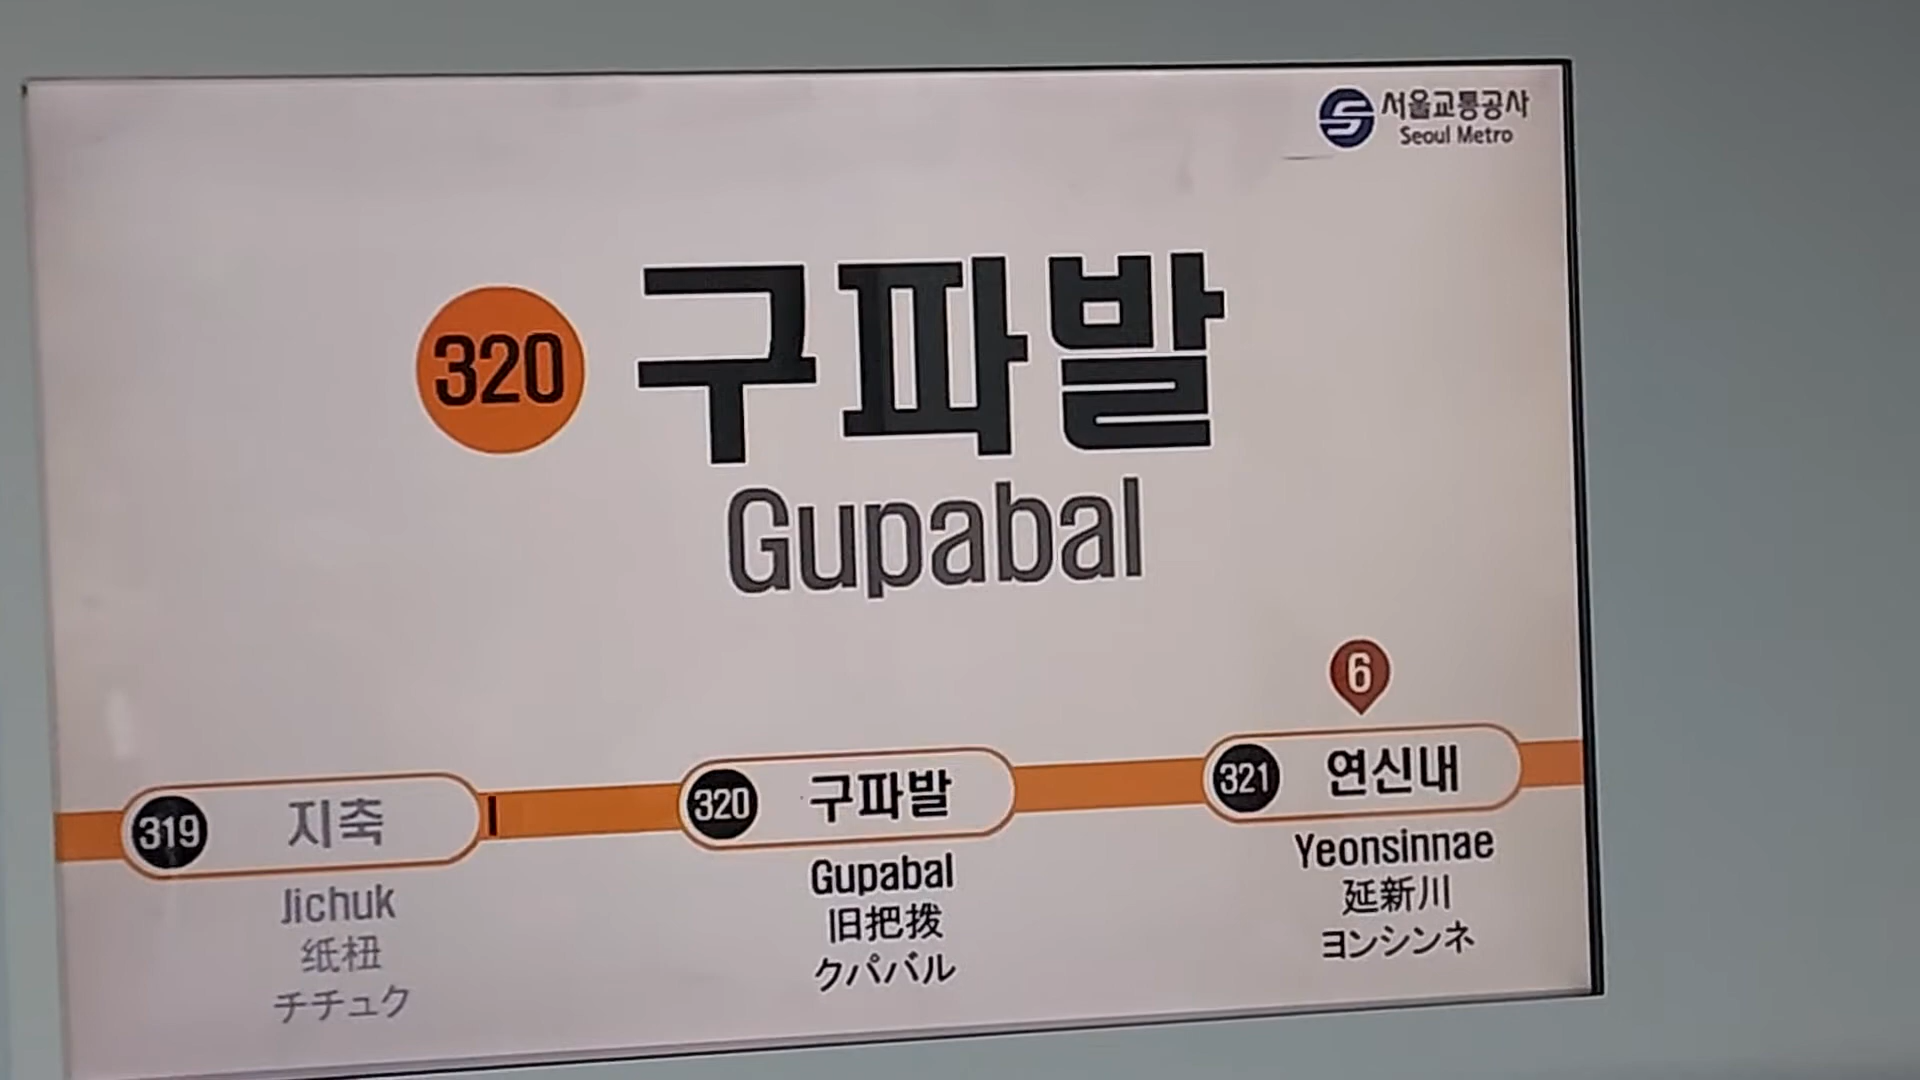 서울교통공사
Seoul Metro
320 구파발
Gupabal
6
319 지축
320 구파발
321 연신내
Jichuk
纸杻
チチュク
Gupabal
旧把拨
クパバル
Yeonsinnae
延新川
ヨンシンネ